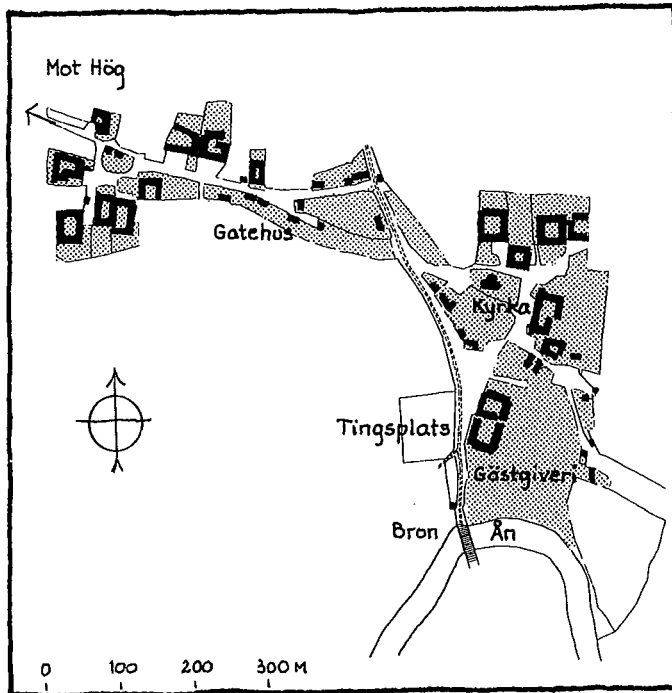 Mot Hög
Gatehus
Kyrka
Tingsplats
Gästgiveri
Bron Ån
0 100 200 300 M